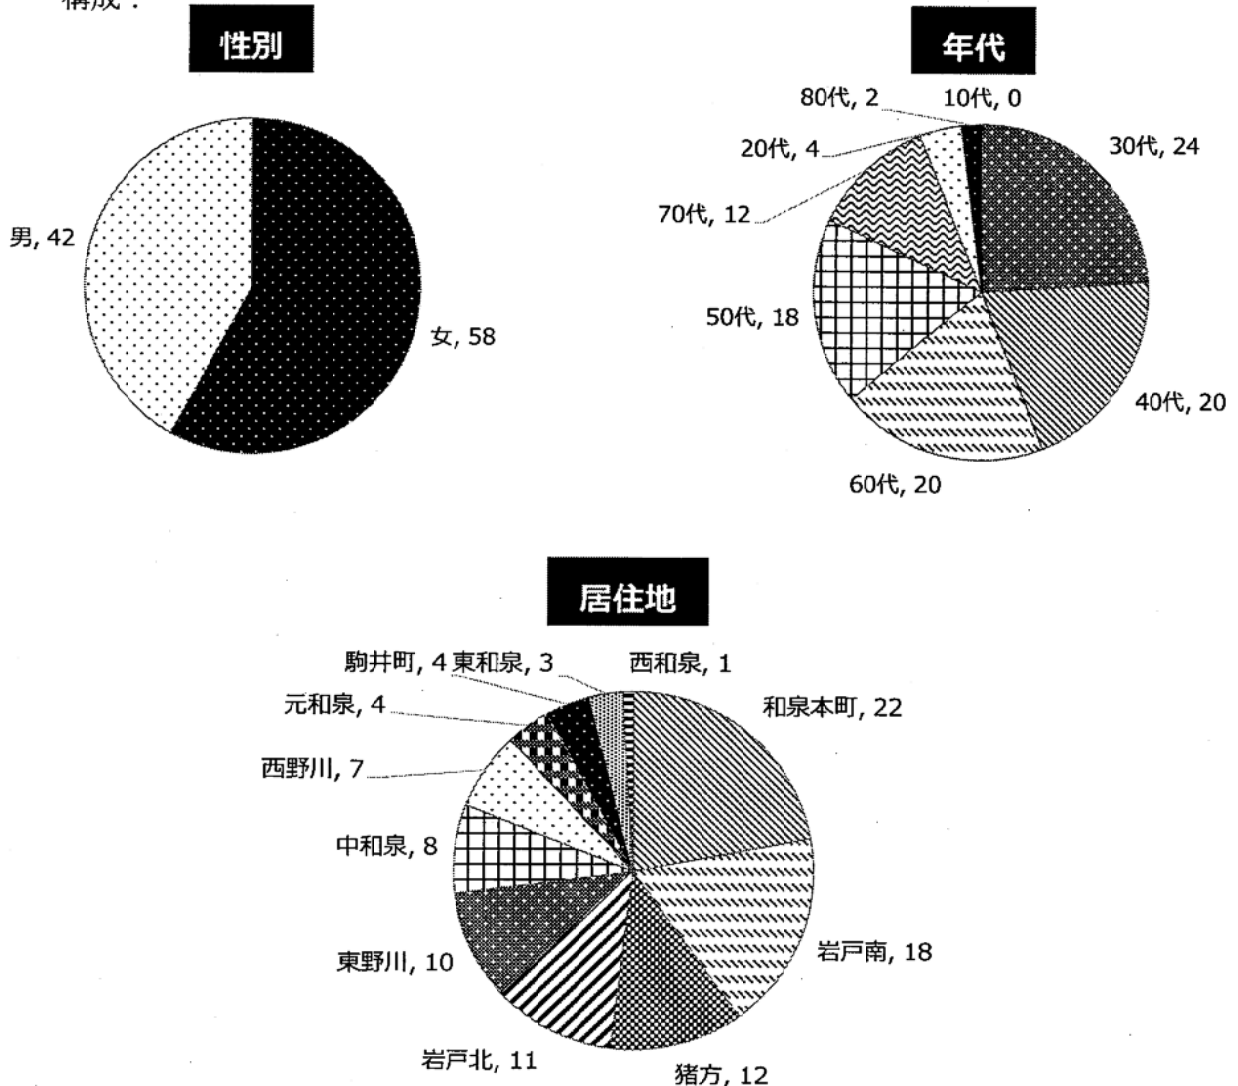 構成：
性別
男, 42
女, 58
年代
80代, 2
10代, 0
20代, 4
30代, 24
70代, 12
50代, 18
40代, 20
60代, 20
居住地
駒井町, 4
東和泉, 3
西和泉, 1
元和泉, 4
和泉本町, 22
西野川, 7
中和泉, 8
岩戸南, 18
東野川, 10
岩戸北, 11
猪方, 12